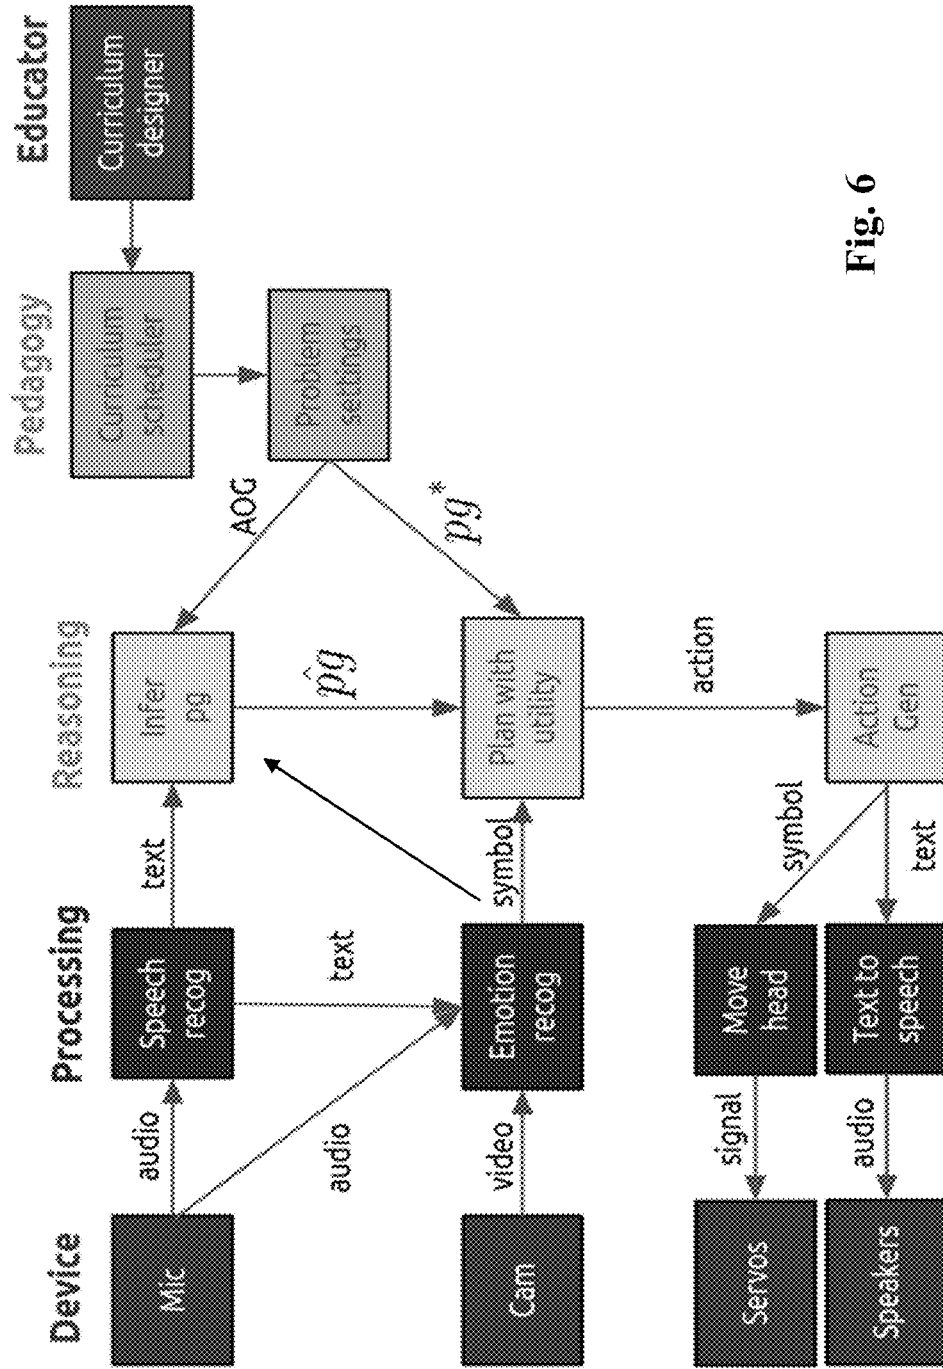 Device
Processing
Reasoning
Pedagogy
Educator
Mic
audio
Speech
recog
text
Infer
pg
AOG
Curriculum
scheduler
Curriculum
designer
audio
text
p̂g
pg*
Problem
settings
Cam
video
Emotion
recog
symbol
Plan with
utility
action
Servos
signal
Move
head
symbol
Action
Gen
Speakers
audio
Text to
speech
text
Fig. 6